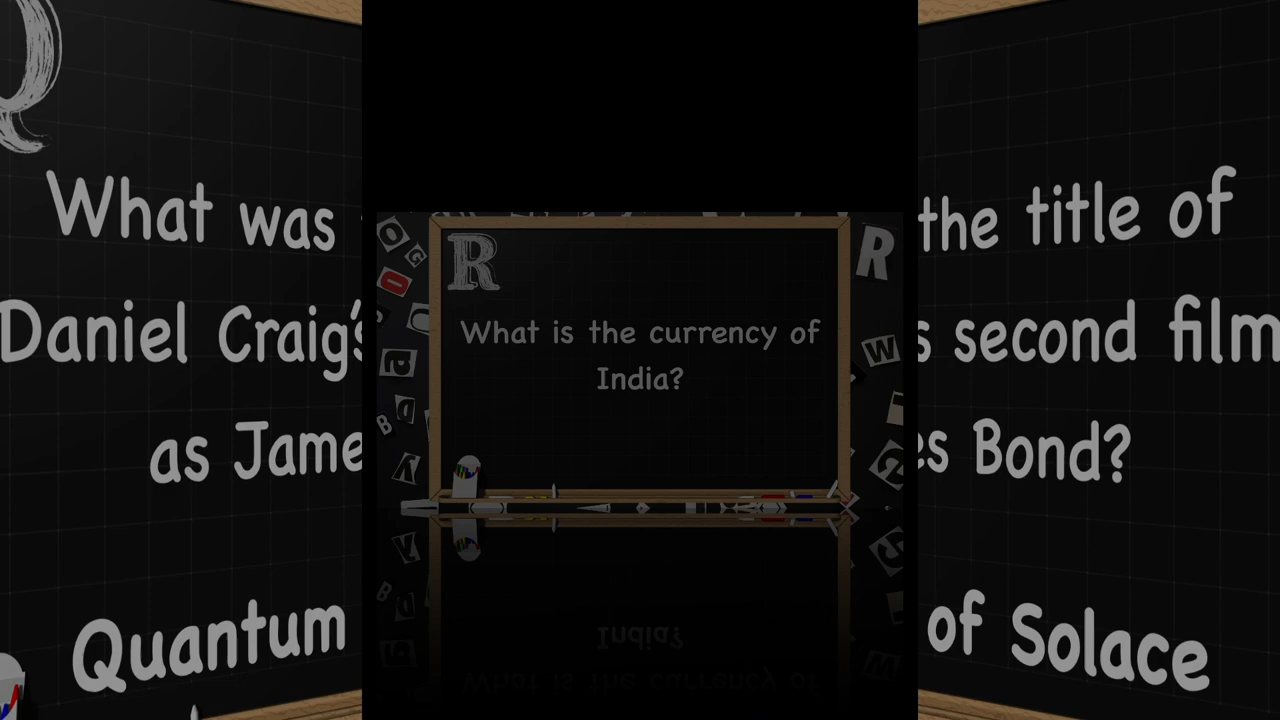 Q
What was the title of
Daniel Craig's second film
as James Bond?
Quantum of Solace
R
What is the currency of
India?